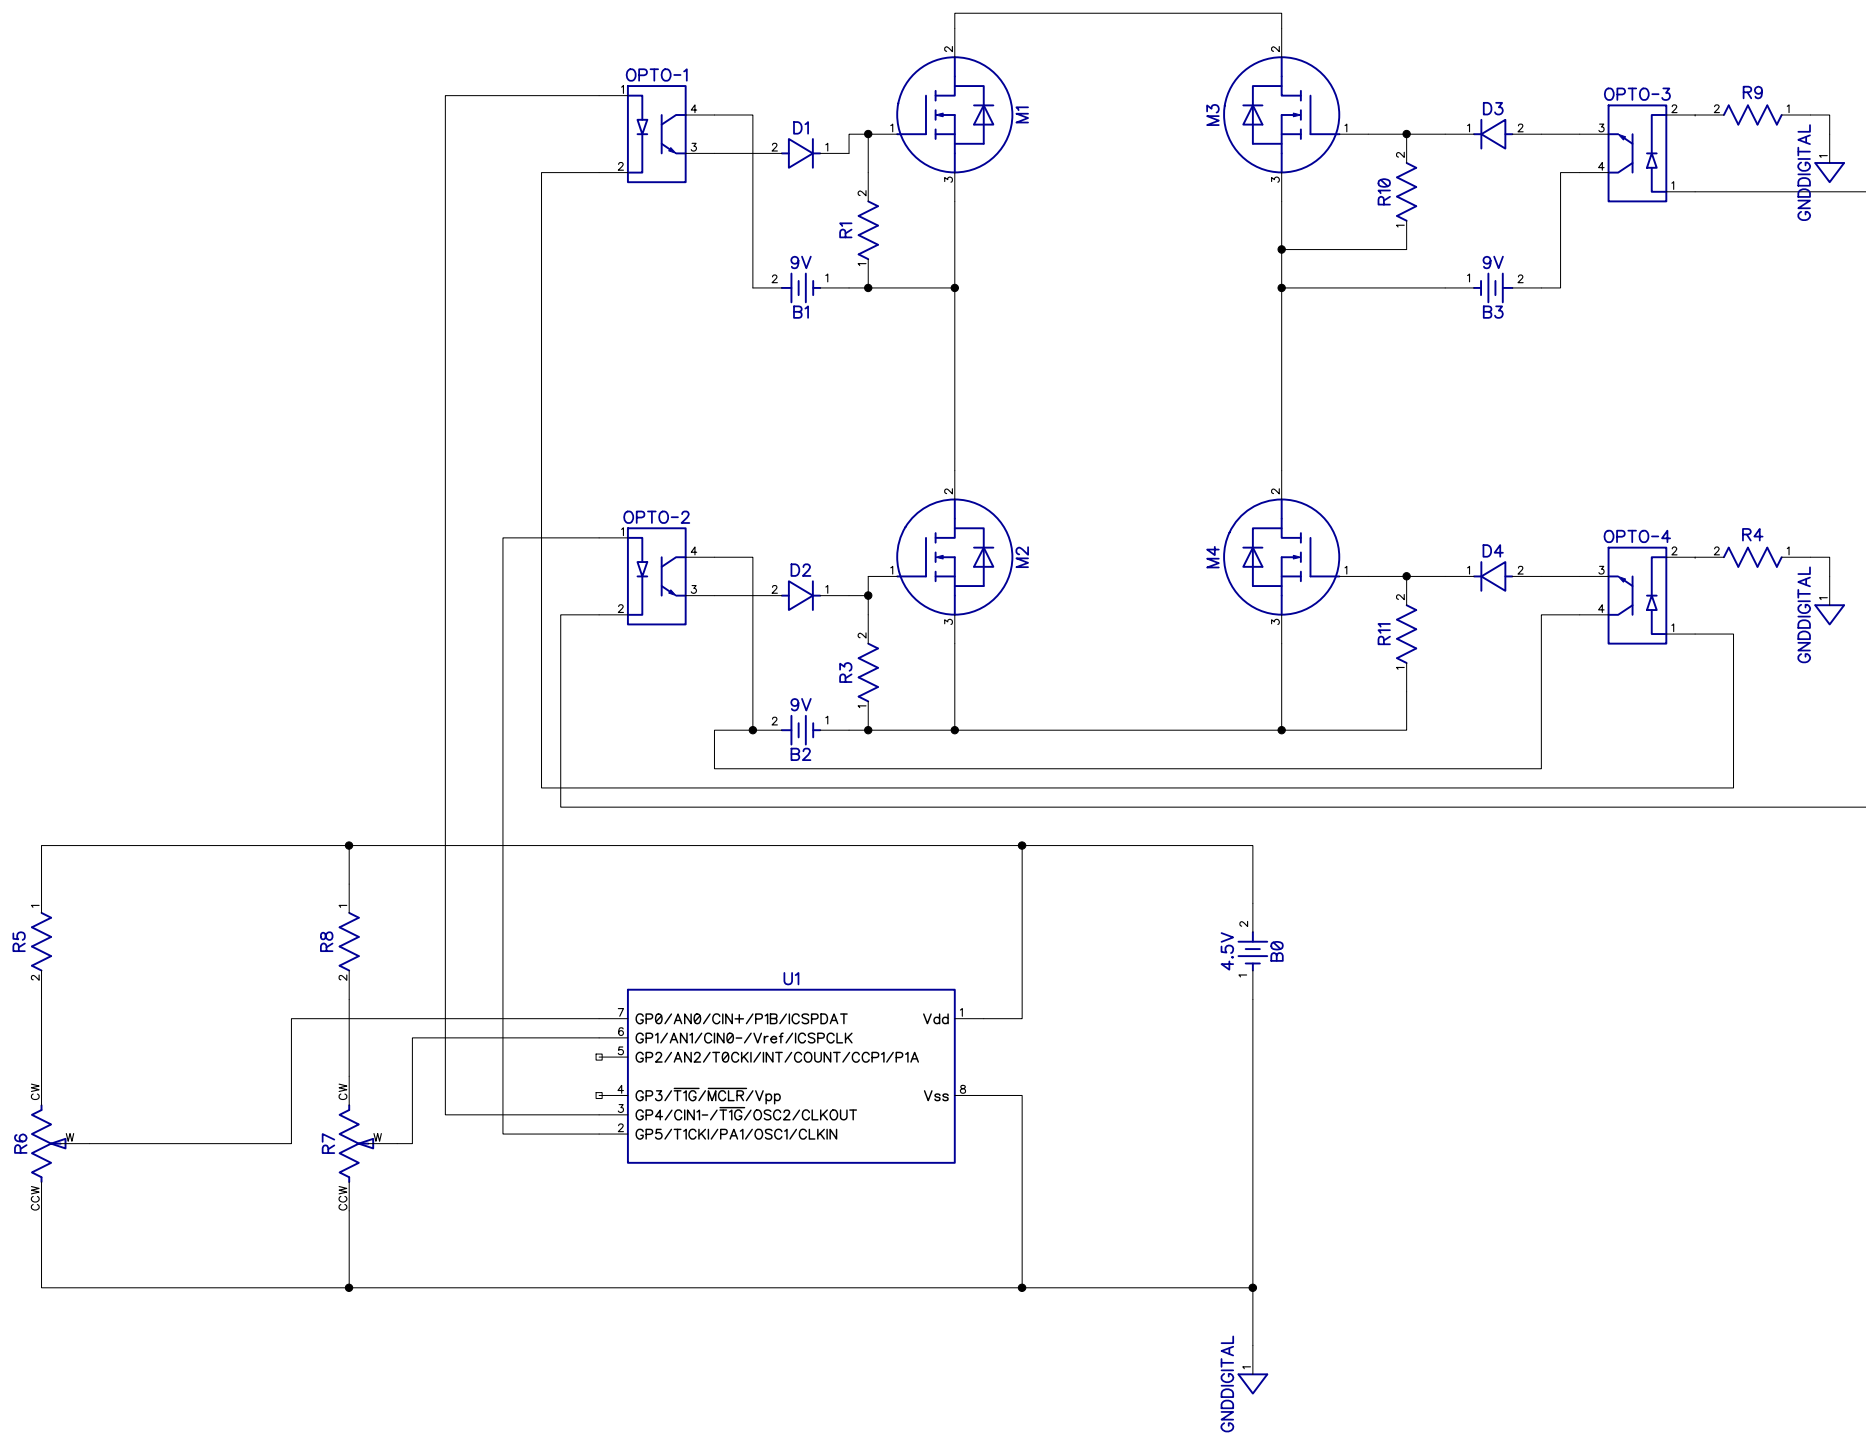 OPTO-1
1
2
4
3
D1
2
1
R1
2
1
9V
2
1
B1
M1
2
1
3
M3
2
1
3
D3
1
2
R10
2
1
9V
1
2
B3
OPTO-3
3
4
2
1
R9
2
1
GNDDIGITAL
1
OPTO-2
1
2
4
3
D2
2
1
R3
2
1
9V
2
1
B2
M2
2
1
3
M4
2
1
3
D4
1
2
R11
2
1
OPTO-4
3
4
2
1
R4
2
1
GNDDIGITAL
1
R5
1
2
R8
1
2
R6
CW
W
CCW
R7
CW
W
CCW
U1
7 GP0/AN0/CIN+/P1B/ICSPDAT
6 GP1/AN1/CIN0-/Vref/ICSPCLK
5 GP2/AN2/T0CKI/INT/COUNT/CCP1/P1A
4 GP3/T1G/MCLR/Vpp
3 GP4/CIN1-/T1G/OSC2/CLKOUT
2 GP5/T1CKI/PA1/OSC1/CLKIN
Vdd 1
Vss 8
4.5V
2
1
B0
GNDDIGITAL
1